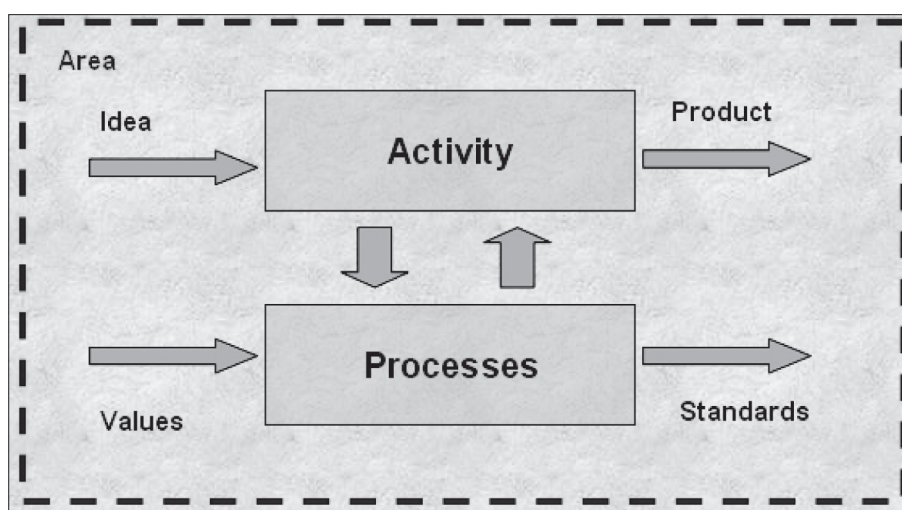 Area
Idea
Activity
Product
Processes
Values
Standards